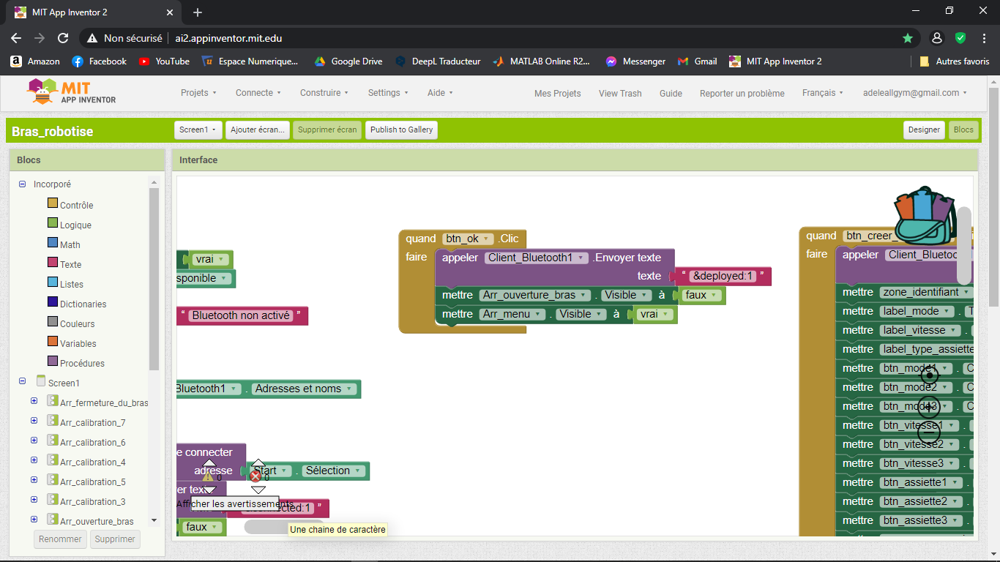 MIT App Inventor 2
Non sécurisé ai2.appinventor.mit.edu
Amazon Facebook YouTube Espace Numerique... Google Drive DeepL Traducteur MATLAB Online R2... Messenger Gmail MIT App Inventor 2 Autres favoris
MIT
APP INVENTOR
Projets Connecte Construire Settings Aide Mes Projets View Trash Guide Reporter un problème Français adeleallgym@gmail.com
Bras_robotise Screen1 Ajouter écran... Supprimer écran Publish to Gallery Designer Blocs
Blocs
Incorporé
Contrôle
Logique
Math
Texte
Listes
Dictionaries
Couleurs
Variables
Procédures
Screen1
Arr_fermeture_du_bras
Arr_calibration_7
Arr_calibration_6
Arr_calibration_4
Arr_calibration_5
Arr_calibration_3
Arr_ouverture_bras
Renommer Supprimer
Interface
vrai
sponible
“ Bluetooth non activé ”
Bluetooth1 . Adresses et noms
e connecter
adresse Start . Sélection
er texte
0 0
Afficher les avertissements
cted:1 ”
faux
Une chaine de caractère
quand btn_ok .Clic
faire appeler Client_Bluetooth1 .Envoyer texte
texte “ &deployed:1 ”
mettre Arr_ouverture_bras . Visible à faux
mettre Arr_menu . Visible à vrai
quand btn_creer_
faire appeler Client_Bluetoo
mettre zone_identifiant
mettre label_mode . T
mettre label_vitesse .
mettre label_type_assiette
mettre btn_mode1 . C
mettre btn_mode2 . C
mettre btn_mode3 . C
mettre btn_vitesse1 .
mettre btn_vitesse2 .
mettre btn_vitesse3 .
mettre btn_assiette1 .
mettre btn_assiette2 .
mettre btn_assiette3 .